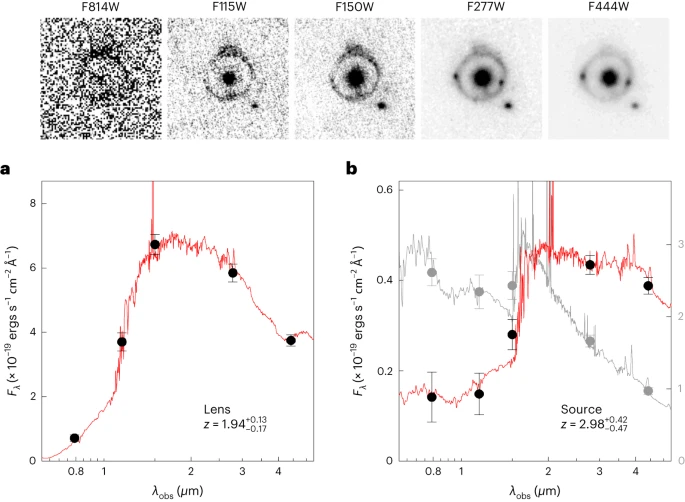 F814W F115W F150W F277W F444W
a b
8
6
4
2
0
F_λ (× 10⁻¹⁹ ergs s⁻¹ cm⁻² Å⁻¹)
Lens
z = 1.94 +0.13 −0.17
0.8 1 2 3 4
λ_obs (μm)
0.6
0.4
0.2
0
F_λ (× 10⁻¹⁹ ergs s⁻¹ cm⁻² Å⁻¹)
3
2
1
0
Source
z = 2.98 +0.42 −0.47
0.8 1 2 3 4
λ_obs (μm)